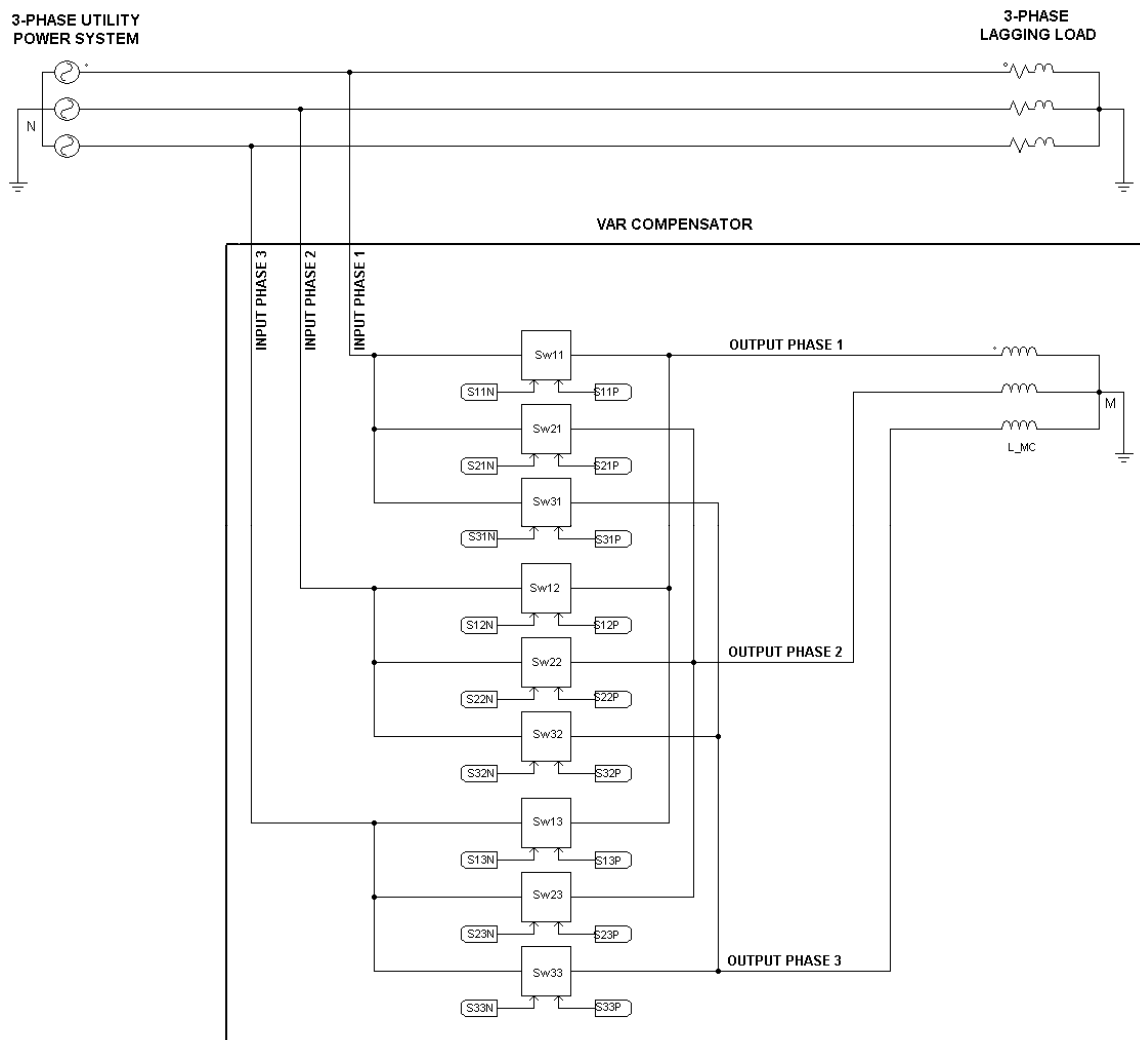 3-PHASE UTILITY
POWER SYSTEM
3-PHASE
LAGGING LOAD
N
VAR COMPENSATOR
INPUT PHASE 3
INPUT PHASE 2
INPUT PHASE 1
Sw11
OUTPUT PHASE 1
S11N
S11P
M
Sw21
L_MC
S21N
S21P
Sw31
S31N
S31P
Sw12
S12N
S12P
Sw22
OUTPUT PHASE 2
S22N
S22P
Sw32
S32N
S32P
Sw13
S13N
S13P
Sw23
S23N
S23P
Sw33
OUTPUT PHASE 3
S33N
S33P